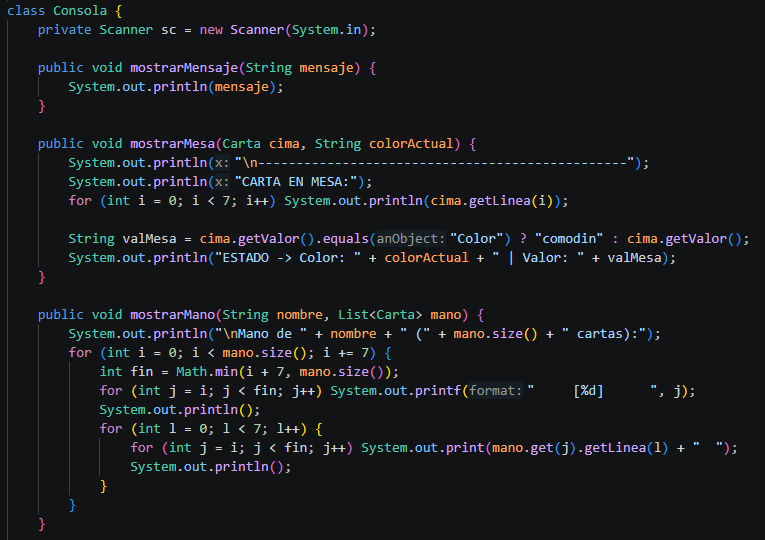 class Consola {
    private Scanner sc = new Scanner(System.in);

    public void mostrarMensaje(String mensaje) {
        System.out.println(mensaje);
    }

    public void mostrarMesa(Carta cima, String colorActual) {
        System.out.println(x: "\n------------------------------------------------");
        System.out.println(x: "CARTA EN MESA:");
        for (int i = 0; i < 7; i++) System.out.println(cima.getLinea(i));

        String valMesa = cima.getValor().equals(anObject: "Color") ? "comodin" : cima.getValor();
        System.out.println("ESTADO -> Color: " + colorActual + " | Valor: " + valMesa);
    }

    public void mostrarMano(String nombre, List<Carta> mano) {
        System.out.println("\nMano de " + nombre + " (" + mano.size() + " cartas):");
        for (int i = 0; i < mano.size(); i += 7) {
            int fin = Math.min(i + 7, mano.size());
            for (int j = i; j < fin; j++) System.out.printf(format: "     [%d]      ", j);
            System.out.println();
            for (int l = 0; l < 7; l++) {
                for (int j = i; j < fin; j++) System.out.print(mano.get(j).getLinea(l) + "  ");
                System.out.println();
            }
        }
    }